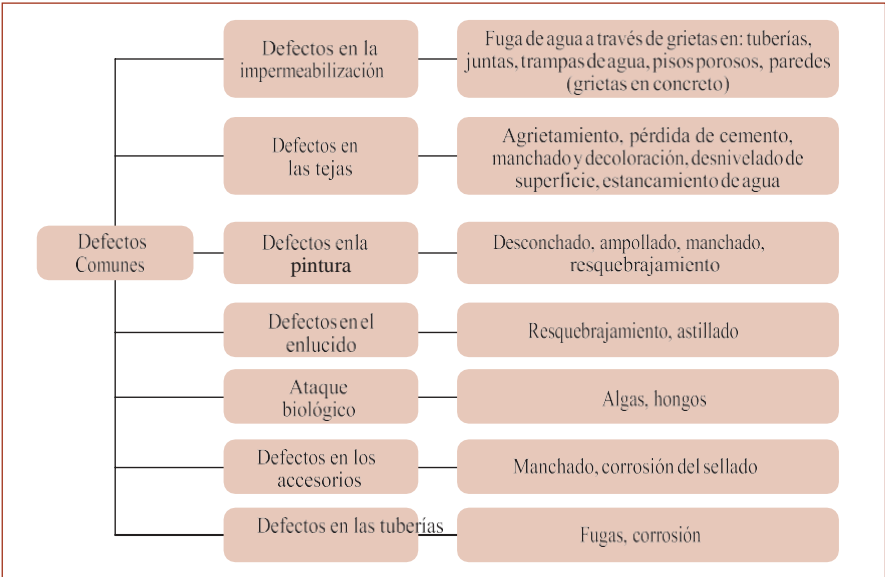 Defectos
Comunes
Defectos en la
impermeabilización
Fuga de agua a través de grietas en: tuberías,
juntas, trampas de agua, pisos porosos, paredes
(grietas en concreto)
Defectos en
las tejas
Agrietamiento, pérdida de cemento,
manchado y decoloración, desnivelado de
superficie, estancamiento de agua
Defectos en la
pintura
Desconchado, ampollado, manchado,
resquebrajamiento
Defectos en el
enlucido
Resquebrajamiento, astillado
Ataque
biológico
Algas, hongos
Defectos en los
accesorios
Manchado, corrosión del sellado
Defectos en las tuberías
Fugas, corrosión